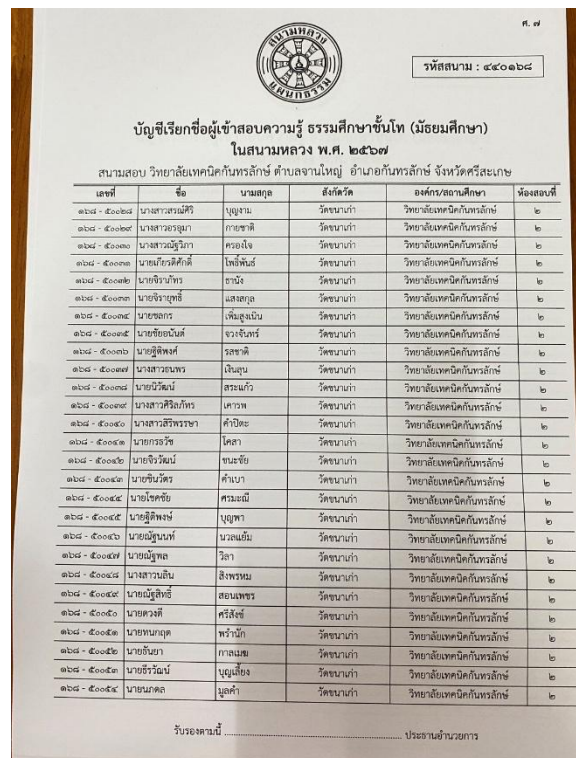 ศ. ๗
สนามหลวง
แผนกธรรม
รหัสสนาม : ๔๔๐๑๖๘
บัญชีเรียกชื่อผู้เข้าสอบความรู้ ธรรมศึกษาชั้นโท (มัธยมศึกษา)
ในสนามหลวง พ.ศ. ๒๕๖๗
สนามสอบ วิทยาลัยเทคนิคกันทรลักษ์ ตำบลจานใหญ่ อำเภอกันทรลักษ์ จังหวัดศรีสะเกษ
เลขที่ ชื่อ นามสกุล สังกัดวัด องค์กร/สถานศึกษา ห้องสอบที่
๑๖๘ - ๕๐๐๒๘ นางสาวสรณ์ศิริ บุญงาม วัดขนาเก่า วิทยาลัยเทคนิคกันทรลักษ์ ๒
๑๖๘ - ๕๐๐๒๙ นางสาวอรอุมา กายชาติ วัดขนาเก่า วิทยาลัยเทคนิคกันทรลักษ์ ๒
๑๖๘ - ๕๐๐๓๐ นางสาวณัฐวิภา ครองใจ วัดขนาเก่า วิทยาลัยเทคนิคกันทรลักษ์ ๒
๑๖๘ - ๕๐๐๓๑ นายเกียรติศักดิ์ โพธิ์พันธ์ วัดขนาเก่า วิทยาลัยเทคนิคกันทรลักษ์ ๒
๑๖๘ - ๕๐๐๓๒ นายจิราภัทร ธานัง วัดขนาเก่า วิทยาลัยเทคนิคกันทรลักษ์ ๒
๑๖๘ - ๕๐๐๓๓ นายจิรายุทธิ์ แสงสกุล วัดขนาเก่า วิทยาลัยเทคนิคกันทรลักษ์ ๒
๑๖๘ - ๕๐๐๓๔ นายชลกร เพิ่มสูงเนิน วัดขนาเก่า วิทยาลัยเทคนิคกันทรลักษ์ ๒
๑๖๘ - ๕๐๐๓๕ นายชัยอนันต์ จวงจันทร์ วัดขนาเก่า วิทยาลัยเทคนิคกันทรลักษ์ ๒
๑๖๘ - ๕๐๐๓๖ นายฐิติพงศ์ รสชาติ วัดขนาเก่า วิทยาลัยเทคนิคกันทรลักษ์ ๒
๑๖๘ - ๕๐๐๓๗ นางสาวธนพร เงินลุน วัดขนาเก่า วิทยาลัยเทคนิคกันทรลักษ์ ๒
๑๖๘ - ๕๐๐๓๘ นายนิวัฒน์ สระแก้ว วัดขนาเก่า วิทยาลัยเทคนิคกันทรลักษ์ ๒
๑๖๘ - ๕๐๐๓๙ นางสาวศิริลภัทร เคารพ วัดขนาเก่า วิทยาลัยเทคนิคกันทรลักษ์ ๒
๑๖๘ - ๕๐๐๔๐ นางสาวสิริพรรษา คำปิตะ วัดขนาเก่า วิทยาลัยเทคนิคกันทรลักษ์ ๒
๑๖๘ - ๕๐๐๔๑ นายกรธวัช โคสา วัดขนาเก่า วิทยาลัยเทคนิคกันทรลักษ์ ๒
๑๖๘ - ๕๐๐๔๒ นายจิรวัฒน์ ชนะชัย วัดขนาเก่า วิทยาลัยเทคนิคกันทรลักษ์ ๒
๑๖๘ - ๕๐๐๔๓ นายชินวัตร คำเบา วัดขนาเก่า วิทยาลัยเทคนิคกันทรลักษ์ ๒
๑๖๘ - ๕๐๐๔๔ นายโชคชัย ศรมะณี วัดขนาเก่า วิทยาลัยเทคนิคกันทรลักษ์ ๒
๑๖๘ - ๕๐๐๔๕ นายฐิติพงษ์ บุญพา วัดขนาเก่า วิทยาลัยเทคนิคกันทรลักษ์ ๒
๑๖๘ - ๕๐๐๔๖ นายณัฐนนท์ นวลแย้ม วัดขนาเก่า วิทยาลัยเทคนิคกันทรลักษ์ ๒
๑๖๘ - ๕๐๐๔๗ นายณัฐพล วิลา วัดขนาเก่า วิทยาลัยเทคนิคกันทรลักษ์ ๒
๑๖๘ - ๕๐๐๔๘ นางสาวนลิน สิงพรหม วัดขนาเก่า วิทยาลัยเทคนิคกันทรลักษ์ ๒
๑๖๘ - ๕๐๐๔๙ นายณัฐสิทธิ์ สอนเพชร วัดขนาเก่า วิทยาลัยเทคนิคกันทรลักษ์ ๒
๑๖๘ - ๕๐๐๕๐ นายดวงดี ศรีสังข์ วัดขนาเก่า วิทยาลัยเทคนิคกันทรลักษ์ ๒
๑๖๘ - ๕๐๐๕๑ นายทนกฤต พร้านัก วัดขนาเก่า วิทยาลัยเทคนิคกันทรลักษ์ ๒
๑๖๘ - ๕๐๐๕๒ นายธันยา กาลเมฆ วัดขนาเก่า วิทยาลัยเทคนิคกันทรลักษ์ ๒
๑๖๘ - ๕๐๐๕๓ นายธีรวัฒน์ บุญเลี้ยง วัดขนาเก่า วิทยาลัยเทคนิคกันทรลักษ์ ๒
๑๖๘ - ๕๐๐๕๔ นายนภดล มูลคำ วัดขนาเก่า วิทยาลัยเทคนิคกันทรลักษ์ ๒
รับรองตามนี้ ........................................................ ประธานอำนวยการ